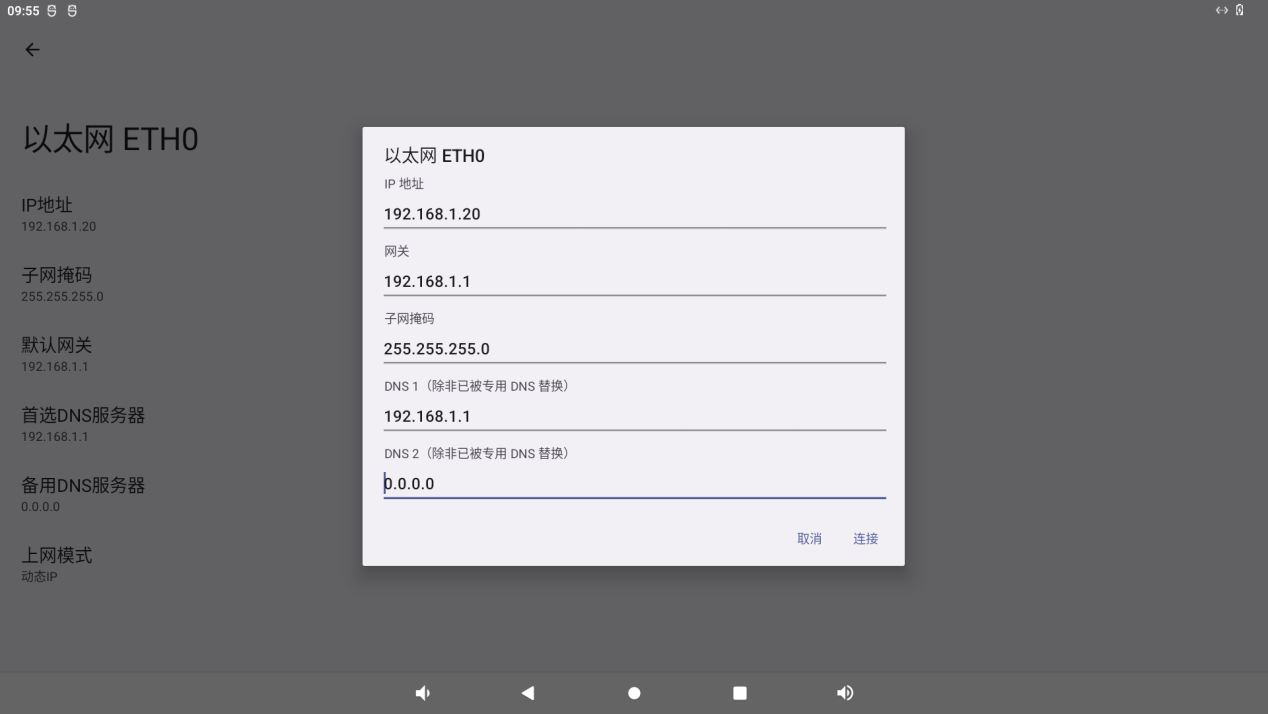 09:55
以太网 ETH0
IP地址
192.168.1.20
子网掩码
255.255.255.0
默认网关
192.168.1.1
首选DNS服务器
192.168.1.1
备用DNS服务器
0.0.0.0
上网模式
动态IP
以太网 ETH0
IP 地址
192.168.1.20
网关
192.168.1.1
子网掩码
255.255.255.0
DNS 1（除非已被专用 DNS 替换）
192.168.1.1
DNS 2（除非已被专用 DNS 替换）
0.0.0.0
取消 连接